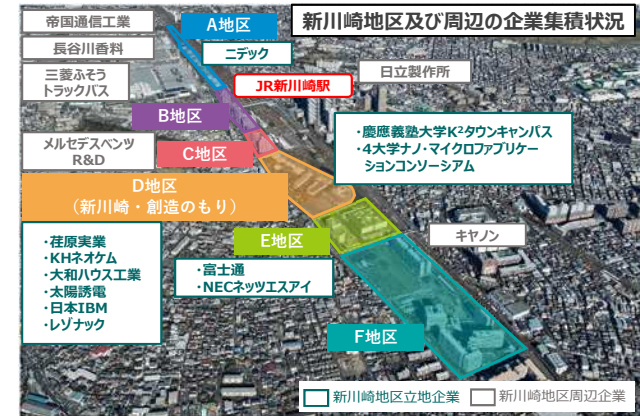 新川崎地区及び周辺の企業集積状況
帝国通信工業
A地区
長谷川香料
ニデック
三菱ふそう
トラックバス
日立製作所
JR新川崎駅
B地区
・慶應義塾大学K²タウンキャンパス
・4大学ナノ・マイクロファブリケー
ションコンソーシアム
メルセデスベンツ
R&D
C地区
D地区
（新川崎・創造のもり）
E地区
キヤノン
・荏原実業
・KHネオケム
・大和ハウス工業
・太陽誘電
・日本IBM
・レゾナック
・富士通
・NECネッツエスアイ
F地区
新川崎地区立地企業
新川崎地区周辺企業